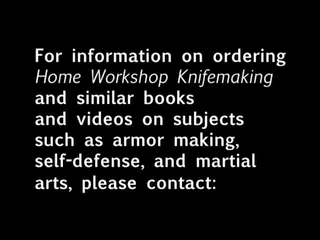 For information on ordering
Home Workshop Knifemaking
and similar books
and videos on subjects
such as armor making,
self-defense, and martial
arts, please contact: